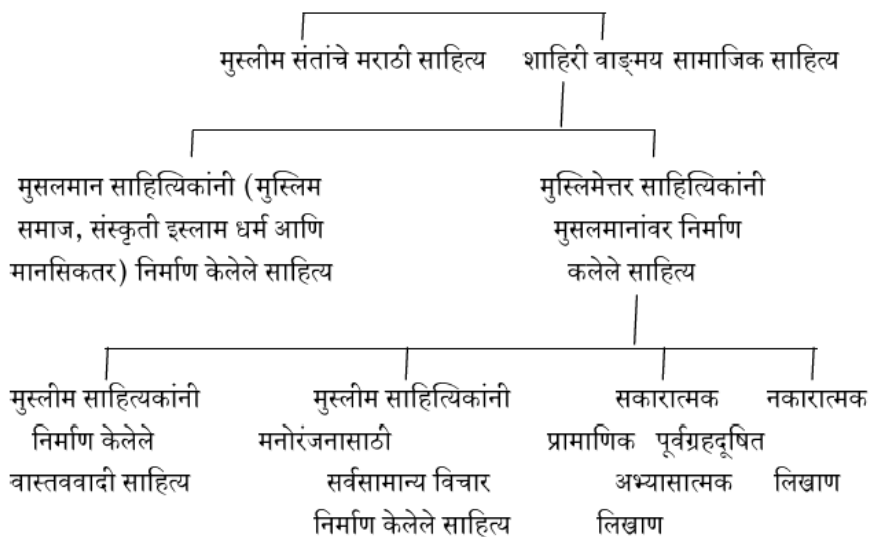 मुस्लीम संतांचे मराठी साहित्य शाहिरी वाङ्मय सामाजिक साहित्य
मुसलमान साहित्यिकांनी (मुस्लिम
समाज, संस्कृती इस्लाम धर्म आणि
मानसिकतर) निर्माण केलेले साहित्य
मुस्लिमेत्तर साहित्यिकांनी
मुसलमानांवर निर्माण
कलेले साहित्य
मुस्लीम साहित्यकांनी
निर्माण केलेले
वास्तववादी साहित्य
मुस्लीम साहित्यिकांनी
मनोरंजनासाठी
सर्वसामान्य विचार
निर्माण केलेले साहित्य
सकारात्मक नकारात्मक
प्रामाणिक पूर्वग्रहदूषित
अभ्यासात्मक लिखाण
लिखाण